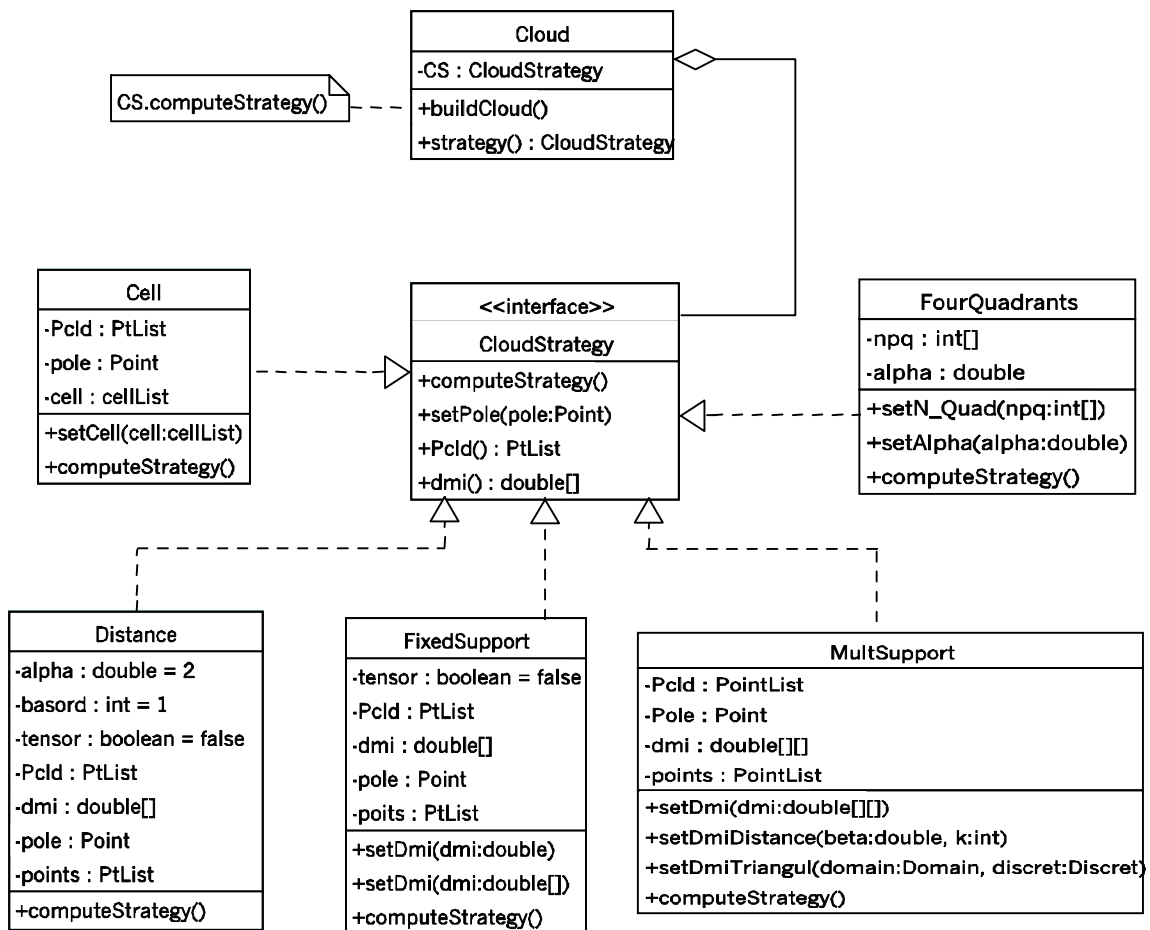 Cloud
-CS : CloudStrategy
+buildCloud()
+strategy() : CloudStrategy
CS.computeStrategy()
Cell
-Pcld : PtList
-pole : Point
-cell : cellList
+setCell(cell:cellList)
+computeStrategy()
<<interface>>
CloudStrategy
+computeStrategy()
+setPole(pole:Point)
+Pcld() : PtList
+dmi() : double[]
FourQuadrants
-npq : int[]
-alpha : double
+setN_Quad(npq:int[])
+setAlpha(alpha:double)
+computeStrategy()
Distance
-alpha : double = 2
-basord : int = 1
-tensor : boolean = false
-Pcld : PtList
-dmi : double[]
-pole : Point
-points : PtList
+computeStrategy()
FixedSupport
-tensor : boolean = false
-Pcld : PtList
-dmi : double[]
-pole : Point
-poits : PtList
+setDmi(dmi:double)
+setDmi(dmi:double[])
+computeStrategy()
MultSupport
-Pcld : PointList
-Pole : Point
-dmi : double[][]
-points : PointList
+setDmi(dmi:double[][])
+setDmiDistance(beta:double, k:int)
+setDmiTriangul(domain:Domain, discret:Discret)
+computeStrategy()